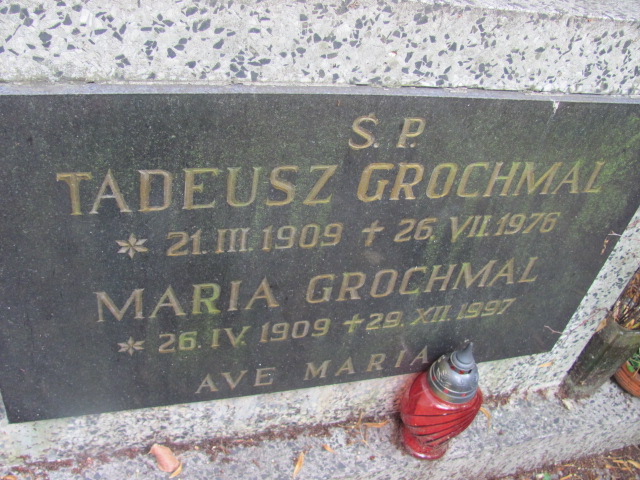 Ś. P.
TADEUSZ GROCHMAL
* 21. III. 1909 + 26. VII. 1976
MARIA GROCHMAL
* 26. IV. 1909 + 29. XII. 1997
AVE MARIA